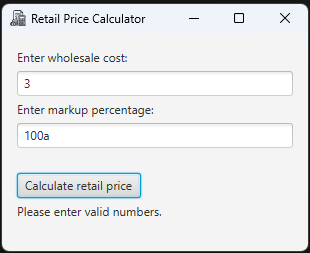 Retail Price Calculator
Enter wholesale cost:
3
Enter markup percentage:
100a
Calculate retail price
Please enter valid numbers.